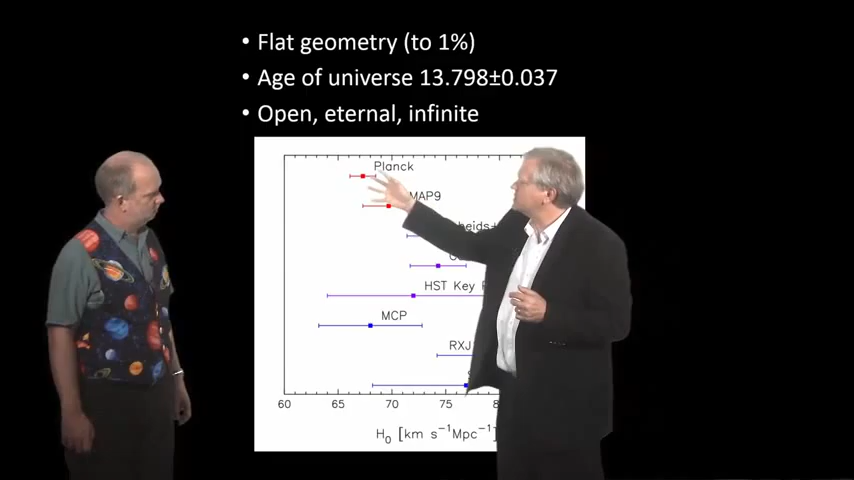 • Flat geometry (to 1%)
• Age of universe 13.798±0.037
• Open, eternal, infinite
Planck
MAP9
HST Key
MCP
RXJ
60 65 70 75
H₀ [km s⁻¹Mpc⁻¹]